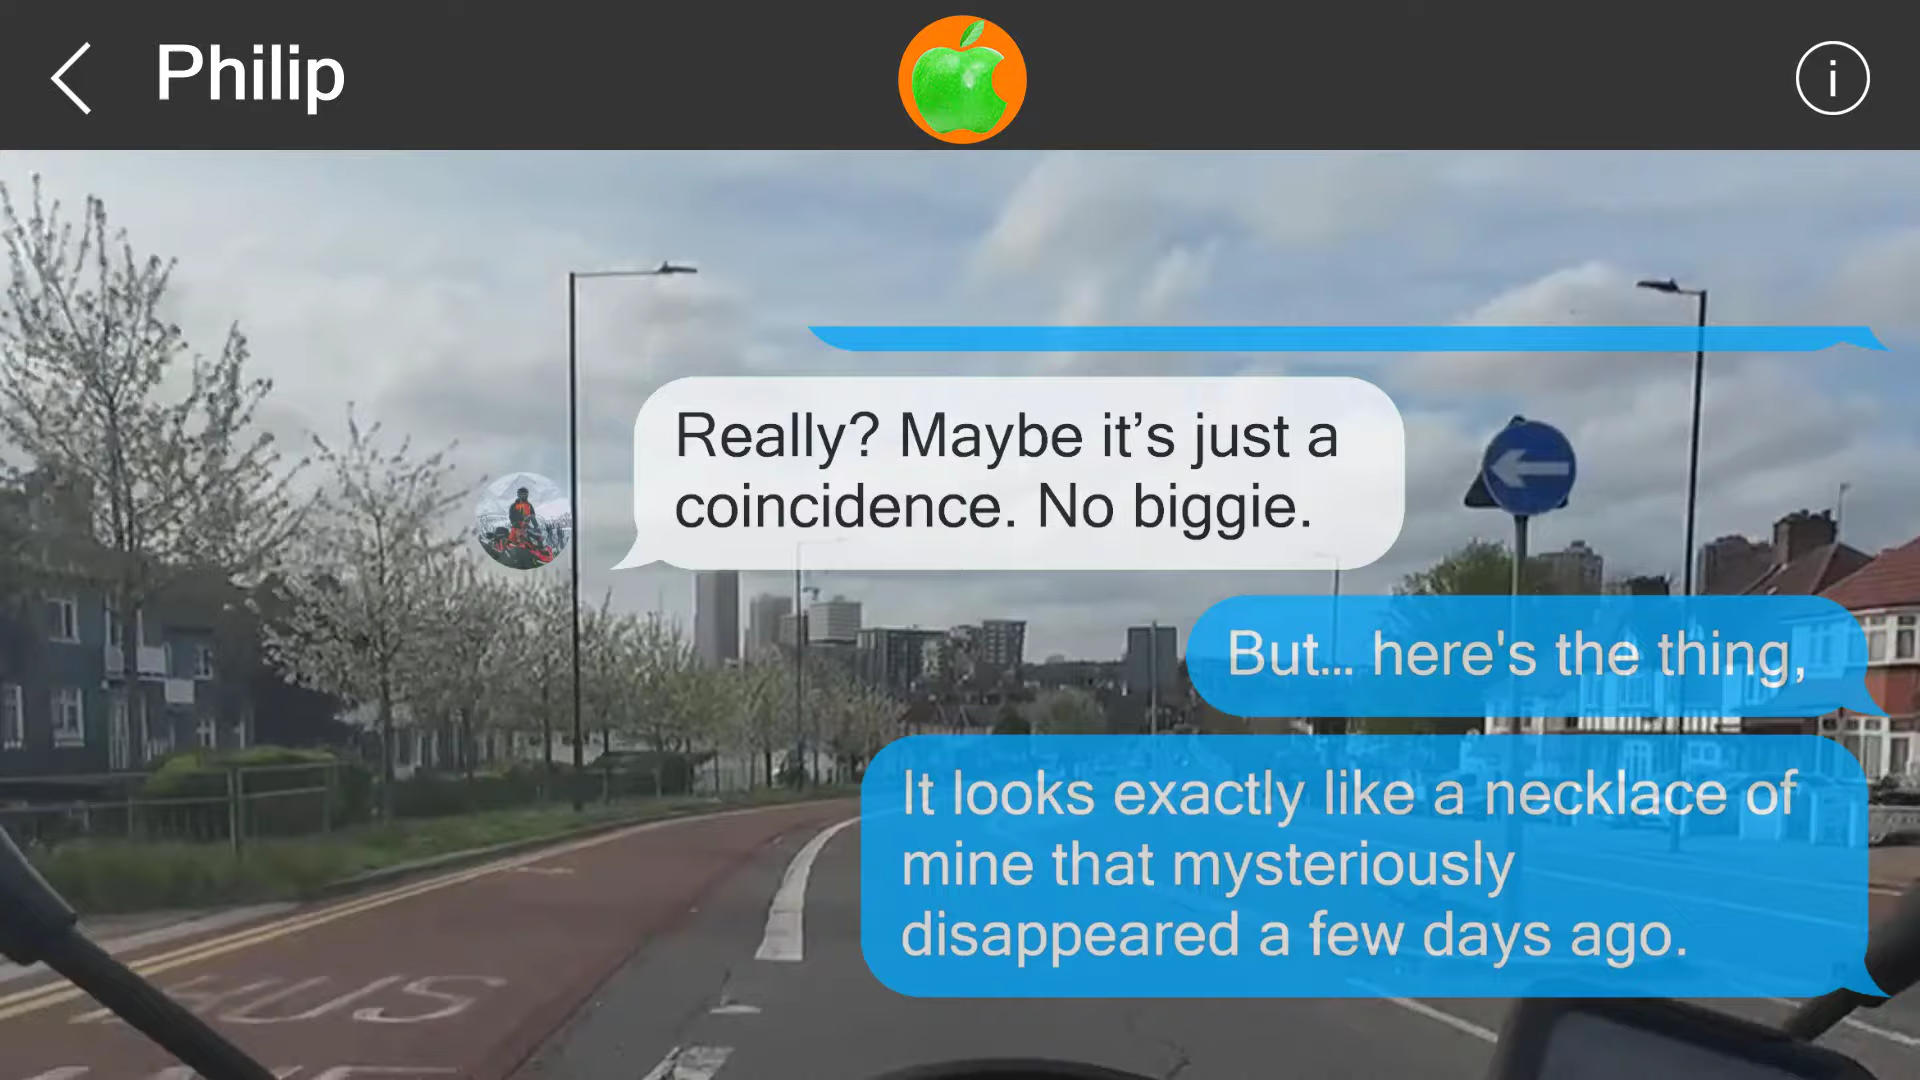 Philip
Really? Maybe it’s just a
coincidence. No biggie.
But... here's the thing,
It looks exactly like a necklace of
mine that mysteriously
disappeared a few days ago.
BUS